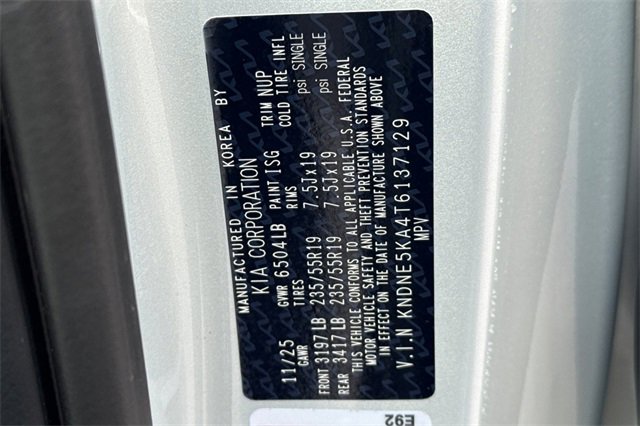 MANUFACTURED IN KOREA BY
KIA CORPORATION
11/25 GVWR 6504LB PAINT ISG TRIM NUP
GAWR TIRES RIMS COLD TIRE INFL
FRONT 3197LB 235/55R19 7.5Jx19 psi SINGLE
REAR 3417LB 235/55R19 7.5Jx19 psi SINGLE
THIS VEHICLE CONFORMS TO ALL APPLICABLE U.S.A. FEDERAL
MOTOR VEHICLE SAFETY AND THEFT PREVENTION STANDARDS
IN EFFECT ON THE DATE OF MANUFACTURE SHOWN ABOVE
V.I.N KNDNE5KA4T6137129
MPV
E92